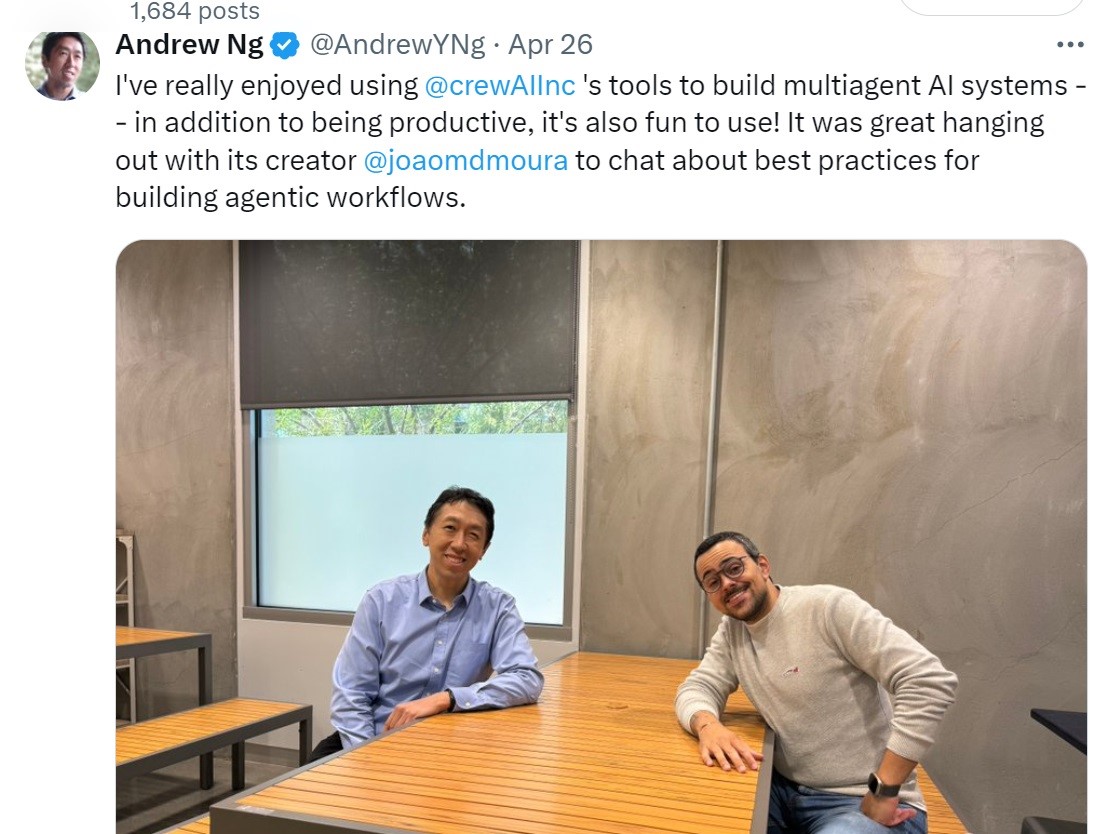 1,684 posts
Andrew Ng @AndrewYNg · Apr 26
I've really enjoyed using @crewAIInc 's tools to build multiagent AI systems -
- in addition to being productive, it's also fun to use! It was great hanging
out with its creator @joaomdmoura to chat about best practices for
building agentic workflows.